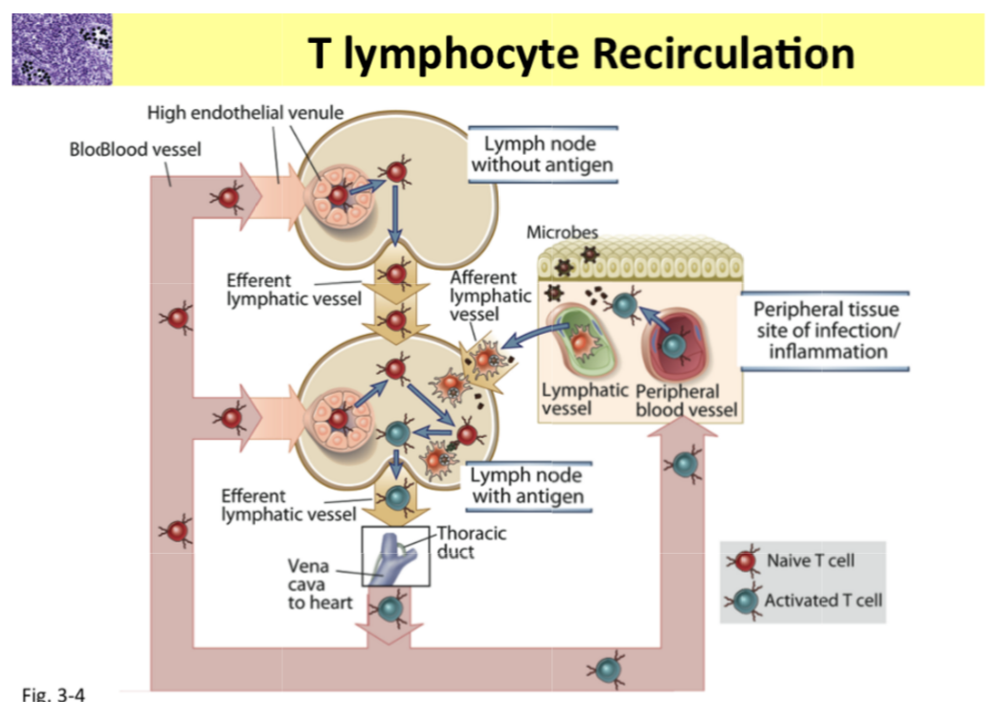 T lymphocyte Recirculation
High endothelial venule
BlocBlood vessel
Lymph node
without antigen
Microbes
Efferent
lymphatic vessel
Afferent
lymphatic
vessel
Peripheral tissue
site of infection/
inflammation
Lymphatic
vessel
Peripheral
blood vessel
Lymph node
with antigen
Efferent
lymphatic vessel
Thoracic
duct
Vena
cava
to heart
Naive T cell
Activated T cell
Fig. 3-4